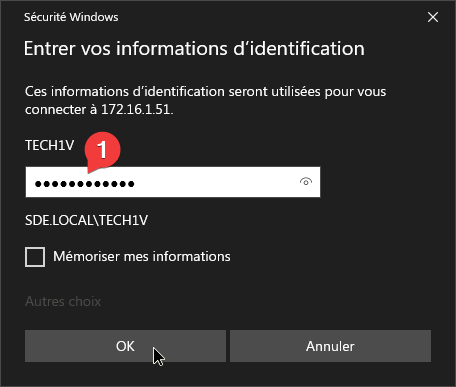 Sécurité Windows
Entrer vos informations d’identification
Ces informations d’identification seront utilisées pour vous
connecter à 172.16.1.51.
TECH1V
1
●●●●●●●●●●●●
SDE.LOCAL\TECH1V
Mémoriser mes informations
Autres choix
OK
Annuler